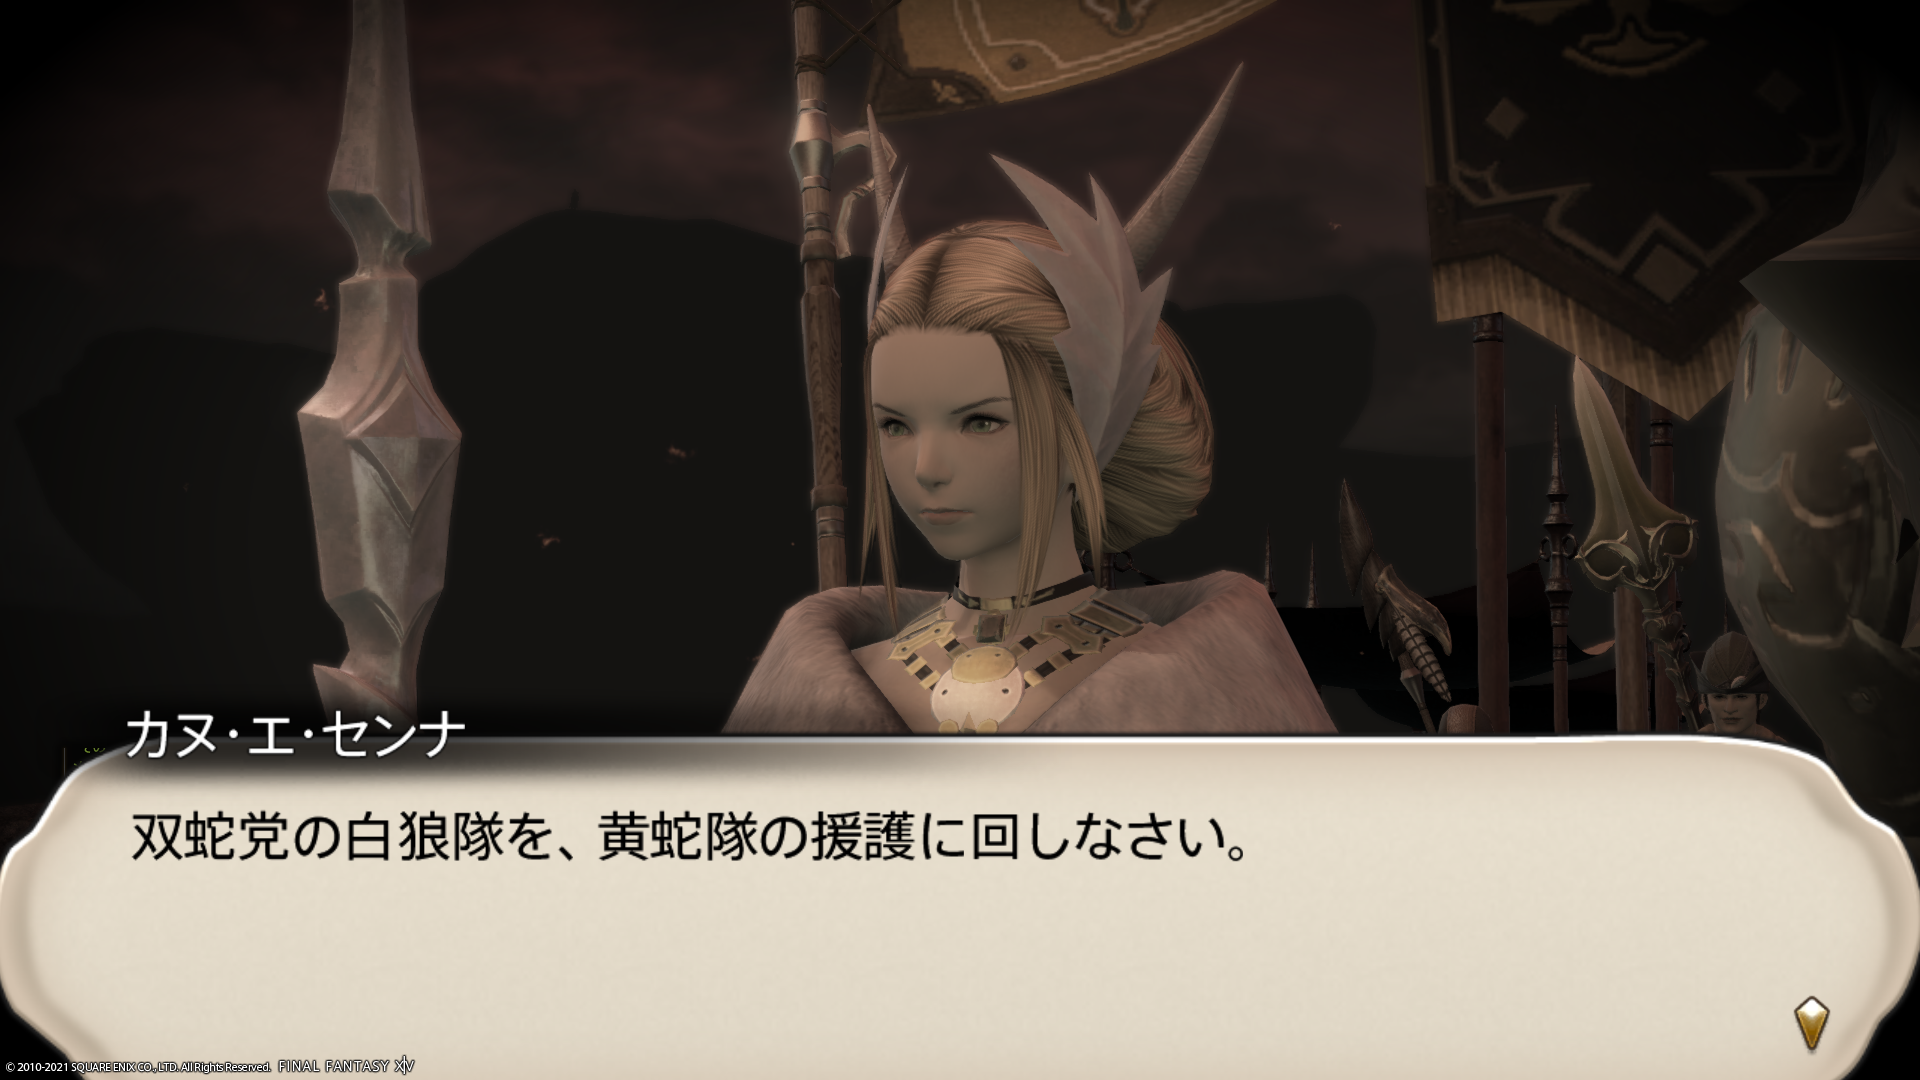 カヌ・エ・センナ
双蛇党の白狼隊を、黄蛇隊の援護に回しなさい。
© 2010-2021 SQUARE ENIX CO., LTD. All Rights Reserved. FINAL FANTASY XIV